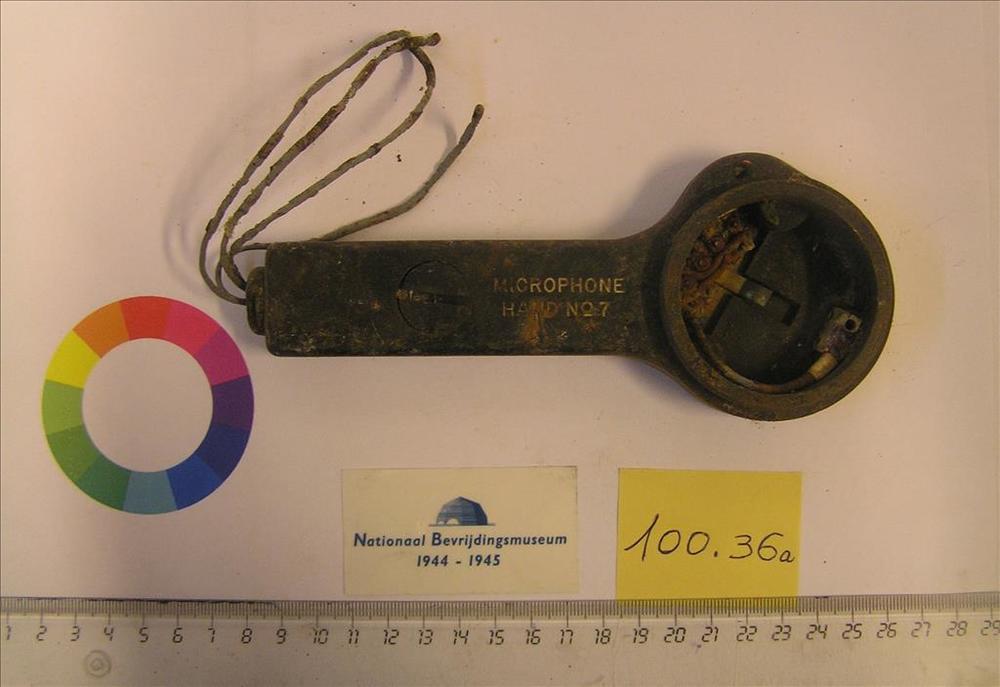 MICROPHONE
HAND No 7
Nationaal Bevrijdingsmuseum
1944 - 1945
100.36a
1 2 3 4 5 6 7 8 9 10 11 12 13 14 15 16 17 18 19 20 21 22 23 24 25 26 27 28 29